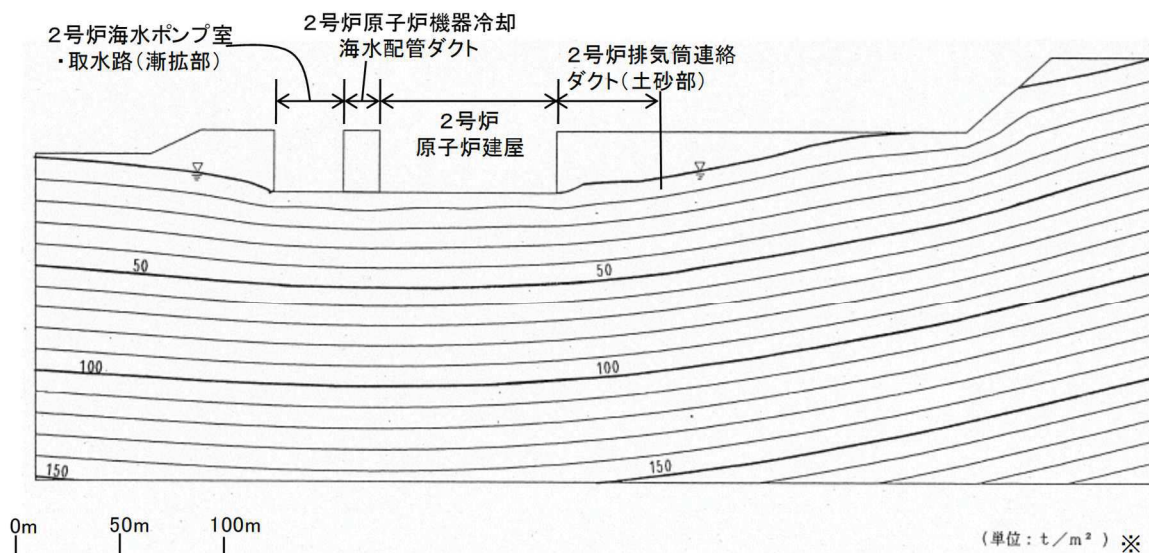 2号炉海水ポンプ室
・取水路(漸拡部)
2号炉原子炉機器冷却
海水配管ダクト
2号炉排気筒連絡
ダクト(土砂部)
2号炉
原子炉建屋
50
50
100
100
150
150
0m
50m
100m
(単位:t/m²)※